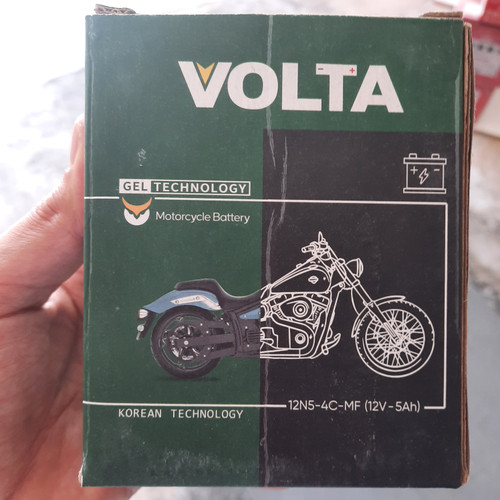 VOLTA
GEL TECHNOLOGY
Motorcycle Battery
12N5-4C-MF (12V-5Ah)
KOREAN TECHNOLOGY